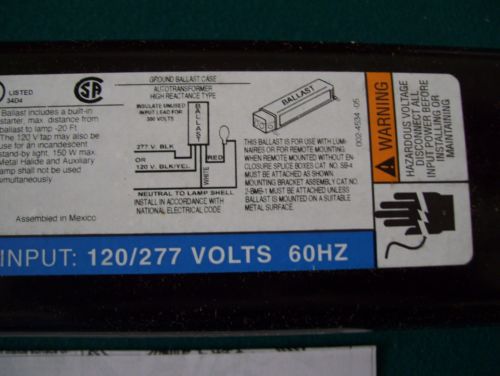 LISTED
34D4
SA
Ballast includes a built-in
starter, max. distance from
ballast to lamp -20 Ft
The 120 V tap may also be
use for an incandescent
stand-by light. 150 W max.
Metal Halide and Auxiliary
lamp shall not be used
simultaneously
Assembled in Mexico
GROUND BALLAST CASE
ALCOTRANSFORMER
HIGH REACTANCE TYPE
INSULATE UNUSED
INPUT LEAD FOR
300 VOLTS
BALLAST
277 V. BLK
OR
120 V. BLK/YEL
RED
WHITE
NEUTRAL TO LAMP SHELL
INSTALL IN ACCORDANCE WITH
NATIONAL ELECTRICAL CODE
BALLAST
002-4534 -05
THIS BALLAST IS FOR USE WITH LUMI-
NAIRES OR FOR REMOTE MOUNTING.
WHEN REMOTE MOUNTED WITHOUT EN-
CLOSURE SPLICE BOXES CAT NO. SB-4
MUST BE ATTACHED AS SHOWN
MOUNTING BRACKET ASSEMBLY CAT NO.
2-BMB-1 MUST BE ATTACHED UNLESS
BALLAST IS MOUNTED ON A SUITABLE
METAL SURFACE.
WARNING
HAZARDOUS VOLTAGE
DISCONNECT ALL
INPUT POWER BEFORE
INSTALLING OR
MAINTAINING
INPUT: 120/277 VOLTS 60HZ